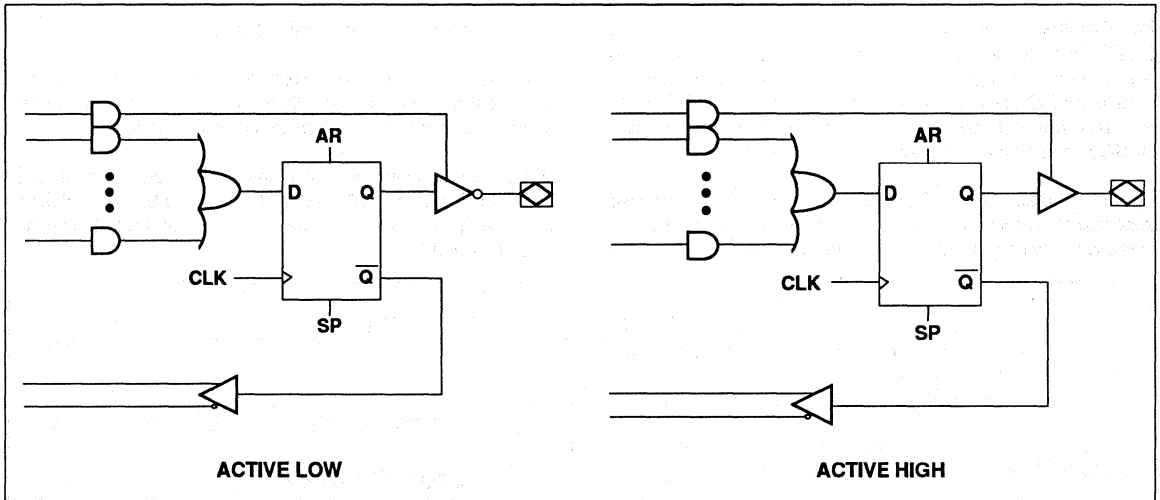 AR
D
Q
CLK
Q̅
SP
ACTIVE LOW
AR
D
Q
CLK
Q̅
SP
ACTIVE HIGH